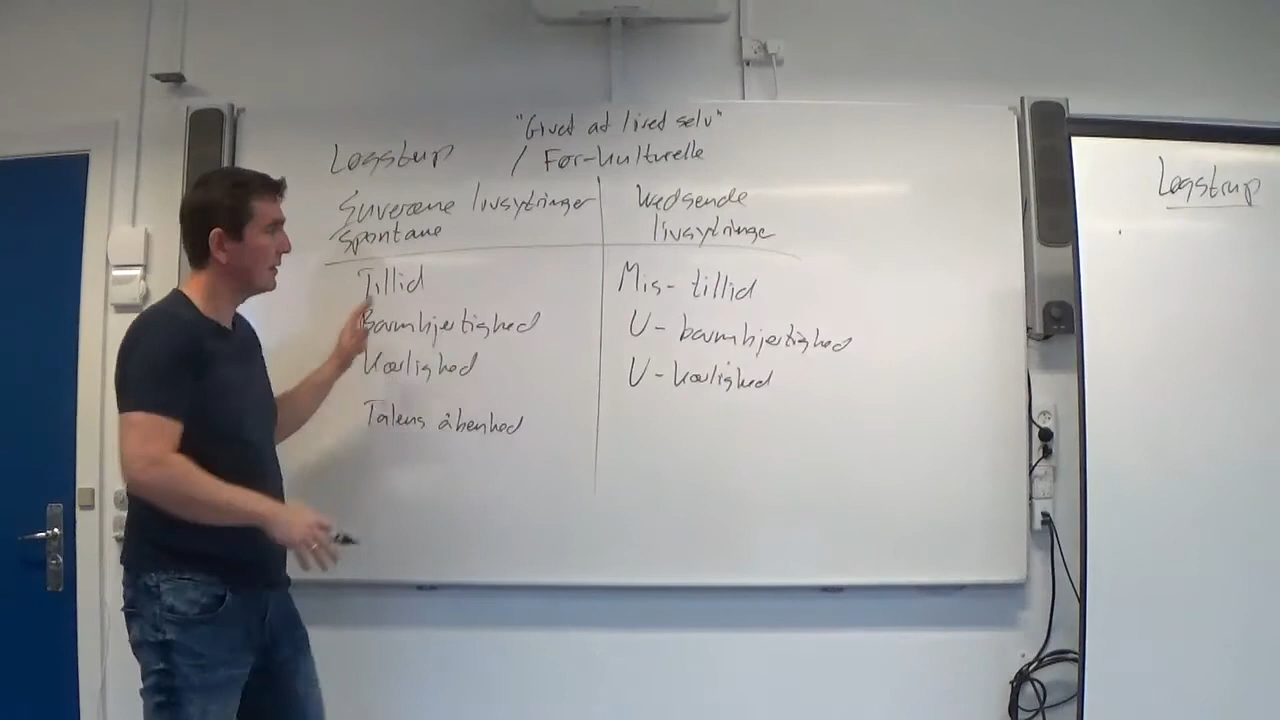 "Givet at livet selv"
Løgstrup / Før-kulturelle
Suveræne livsytringer
spontane
Kredsende
livsytringe
Tillid
Mis-tillid
Barmhjertighed
U-barmhjertighed
Kærlighed
U-kærlighed
Talens åbenhed
Løgstrup